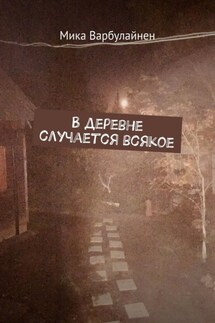 Мика Варбулайнен
В ДЕРЕВНЕ
СЛУЧАЕТСЯ ВСЯКОЕ